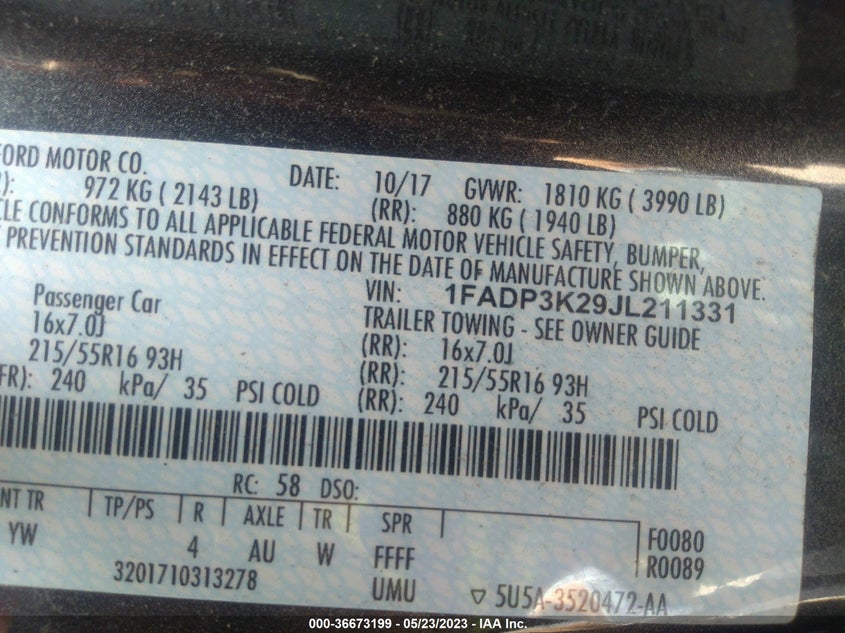 FORD MOTOR CO.
DATE: 10/17 GVWR: 1810 KG ( 3990 LB)
): 972 KG ( 2143 LB) (RR): 880 KG ( 1940 LB)
CLE CONFORMS TO ALL APPLICABLE FEDERAL MOTOR VEHICLE SAFETY, BUMPER,
PREVENTION STANDARDS IN EFFECT ON THE DATE OF MANUFACTURE SHOWN ABOVE.
VIN: 1FADP3K29JL211331
Passenger Car TRAILER TOWING - SEE OWNER GUIDE
16x7.0J (RR): 16x7.0J
215/55R16 93H (RR): 215/55R16 93H
FR): 240 kPa/ 35 PSI COLD (RR): 240 kPa/ 35 PSI COLD
RC: 58 DSO:
NT TR TP/PS R AXLE TR SPR F0080
YW 4 AU W FFFF R0089
3201710313278 UMU 5U5A-3520472-AA
000-36673199 - 05/23/2023 - IAA Inc.